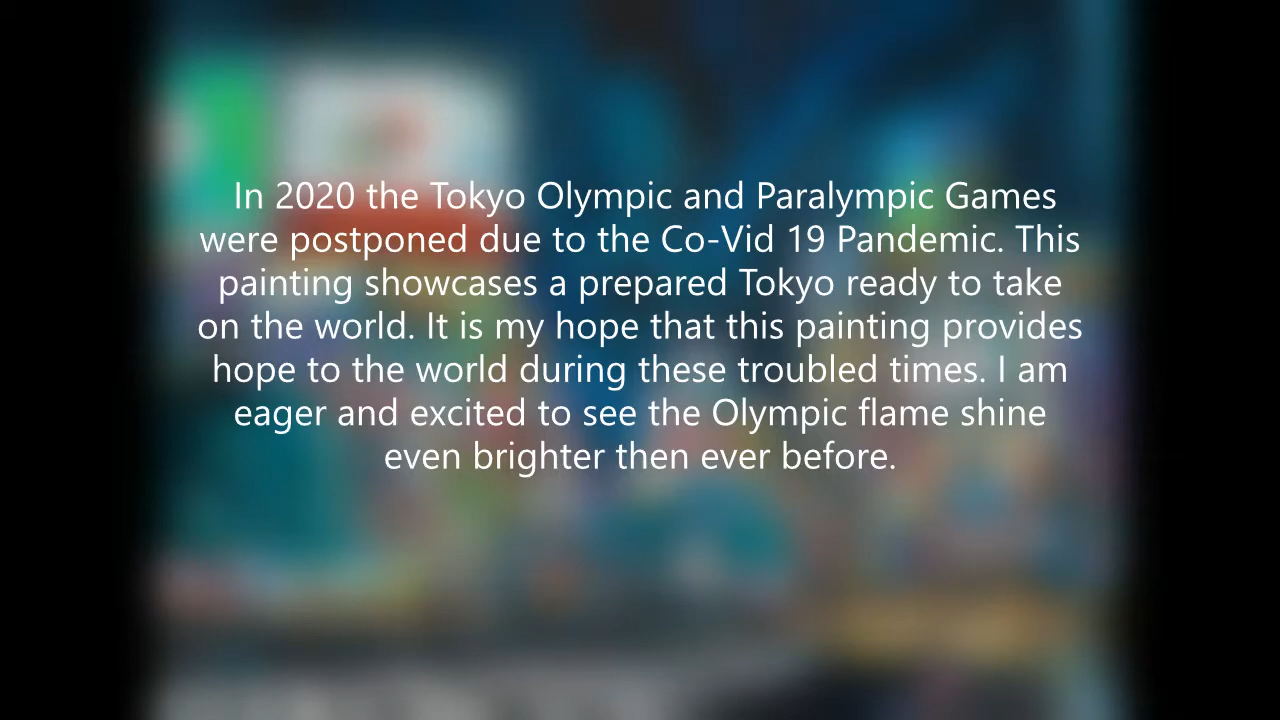 In 2020 the Tokyo Olympic and Paralympic Games
were postponed due to the Co-Vid 19 Pandemic. This
painting showcases a prepared Tokyo ready to take
on the world. It is my hope that this painting provides
hope to the world during these troubled times. I am
eager and excited to see the Olympic flame shine
even brighter then ever before.